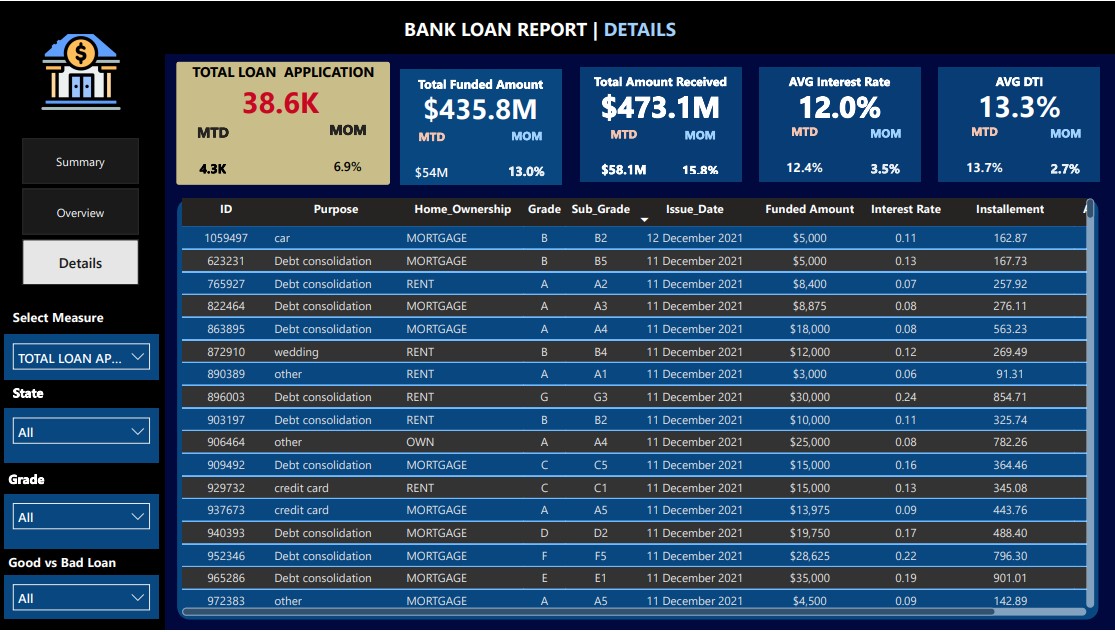 BANK LOAN REPORT | DETAILS
$
Summary
Overview
Details
Select Measure
TOTAL LOAN AP...
State
All
Grade
All
Good vs Bad Loan
All
TOTAL LOAN APPLICATION
38.6K
MTD MOM
4.3K 6.9%
Total Funded Amount
$435.8M
MTD MOM
$54M 13.0%
Total Amount Received
$473.1M
MTD MOM
$58.1M 15.8%
AVG Interest Rate
12.0%
MTD MOM
12.4% 3.5%
AVG DTI
13.3%
MTD MOM
13.7% 2.7%
ID Purpose Home_Ownership Grade Sub_Grade Issue_Date Funded Amount Interest Rate Installement
1059497 car MORTGAGE B B2 12 December 2021 $5,000 0.11 162.87
623231 Debt consolidation MORTGAGE B B5 11 December 2021 $5,000 0.13 167.73
765927 Debt consolidation RENT A A2 11 December 2021 $8,400 0.07 257.92
822464 Debt consolidation MORTGAGE A A3 11 December 2021 $8,875 0.08 276.11
863895 Debt consolidation MORTGAGE A A4 11 December 2021 $18,000 0.08 563.23
872910 wedding RENT B B4 11 December 2021 $12,000 0.12 269.49
890389 other RENT A A1 11 December 2021 $3,000 0.06 91.31
896003 Debt consolidation RENT G G3 11 December 2021 $30,000 0.24 854.71
903197 Debt consolidation RENT B B2 11 December 2021 $10,000 0.11 325.74
906464 other OWN A A4 11 December 2021 $25,000 0.08 782.26
909492 Debt consolidation MORTGAGE C C5 11 December 2021 $15,000 0.16 364.46
929732 credit card RENT C C1 11 December 2021 $15,000 0.13 345.08
937673 credit card MORTGAGE A A5 11 December 2021 $13,975 0.09 443.76
940393 Debt consolidation MORTGAGE D D2 11 December 2021 $19,750 0.17 488.40
952346 Debt consolidation MORTGAGE F F5 11 December 2021 $28,625 0.22 796.30
965286 Debt consolidation MORTGAGE E E1 11 December 2021 $35,000 0.19 901.01
972383 other MORTGAGE A A5 11 December 2021 $4,500 0.09 142.89